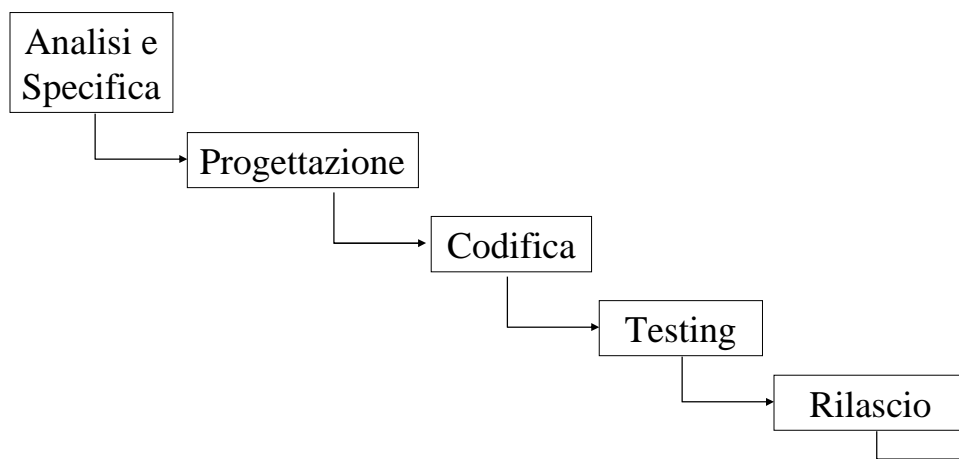 Analisi e
Specifica
Progettazione
Codifica
Testing
Rilascio